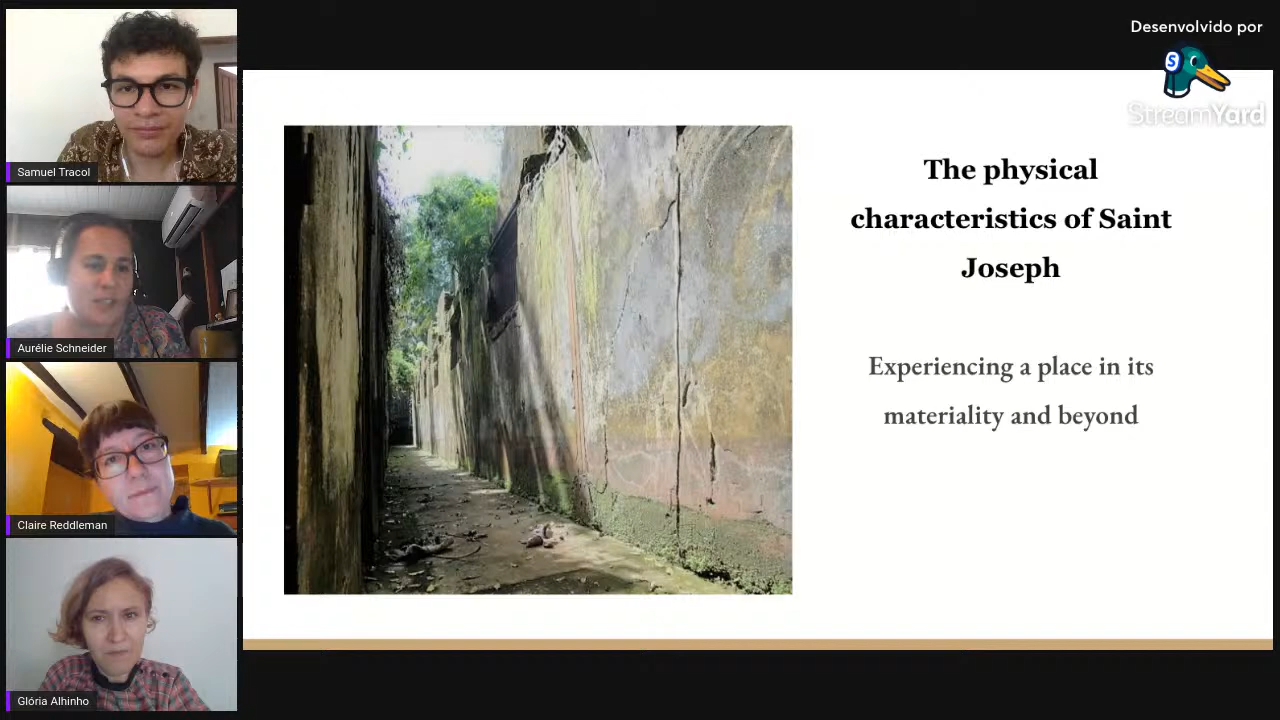 Desenvolvido por
S
StreamYard
Samuel Tracol
Aurélie Schneider
Claire Reddleman
Glória Alhinho
The physical
characteristics of Saint
Joseph
Experiencing a place in its
materiality and beyond